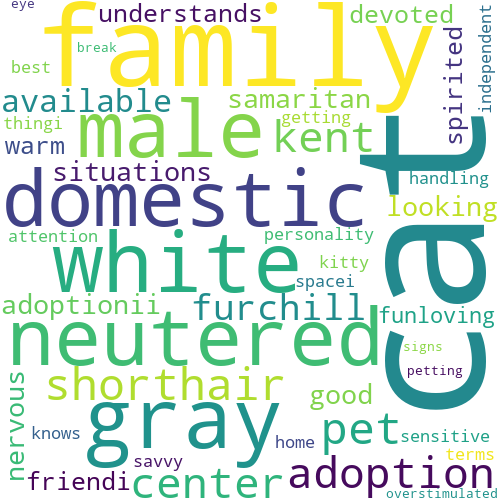 eye
understands
devoted
independent
family
break
spirited
best
available
samaritan
thingi
male
getting
kent
warm
situations
cat
handling
domestic
looking
attention
white
personality
kitty
spacei
adoptionii
furchill
funloving
neutered
signs
shorthair
petting
nervous
good
gray
pet
knows
home
sensitive
savvy
terms
friendi
center
adoption
overstimulated